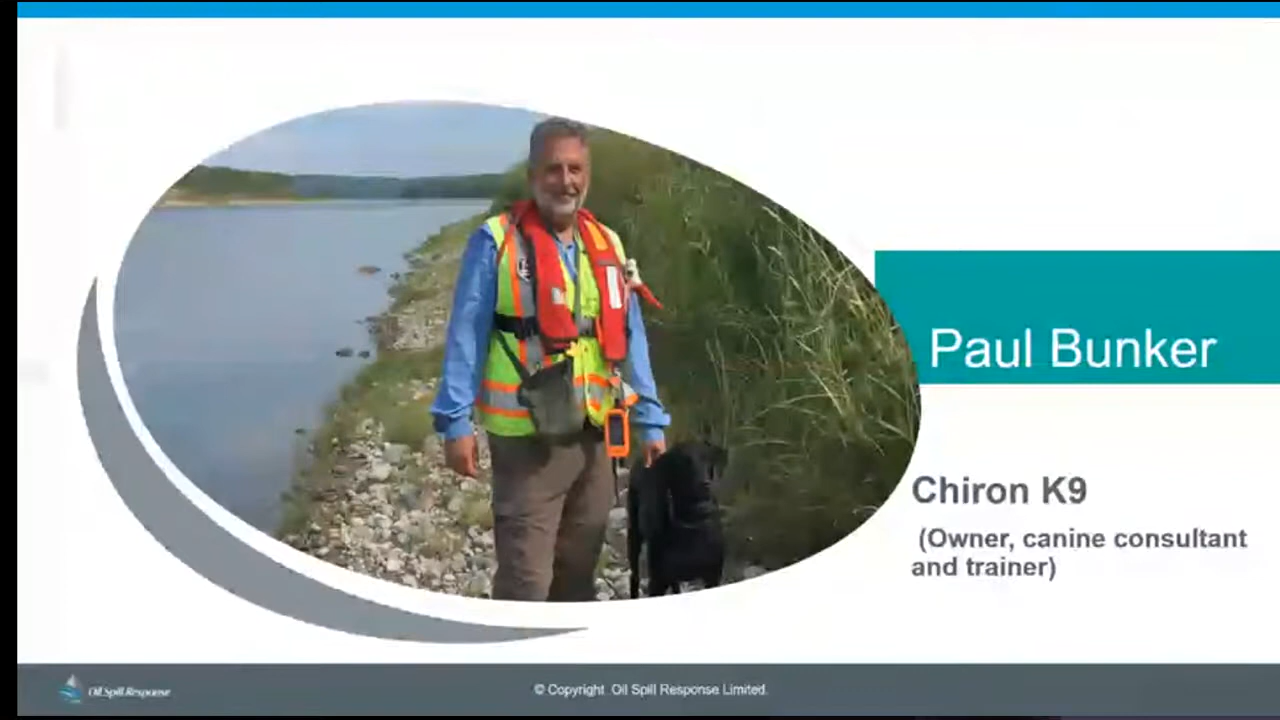 Paul Bunker
Chiron K9
(Owner, canine consultant
and trainer)
Oil Spill Response
© Copyright Oil Spill Response Limited.